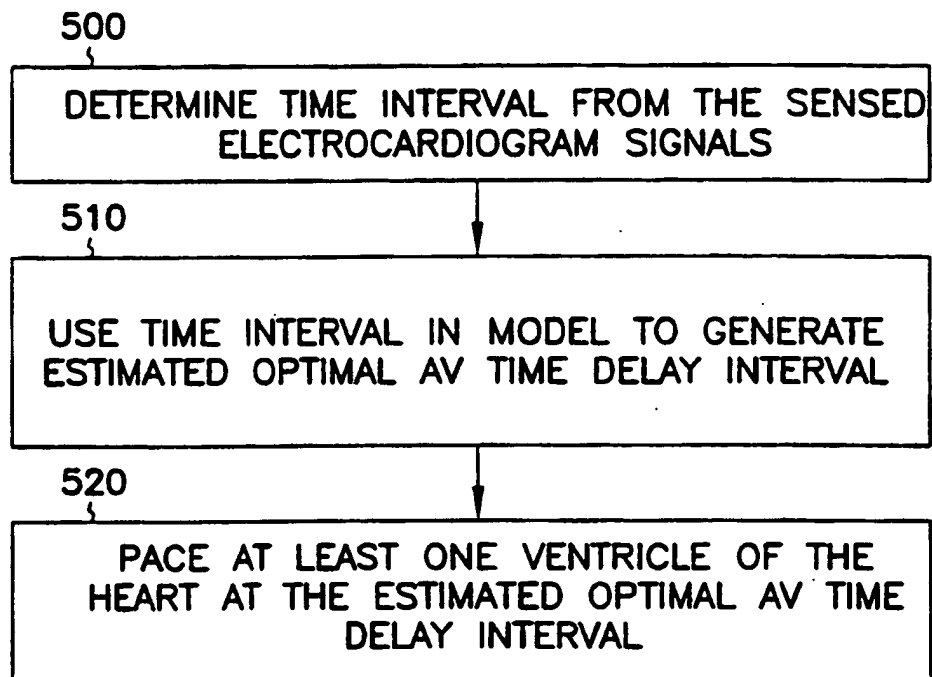 500
DETERMINE TIME INTERVAL FROM THE SENSED
ELECTROCARDIOGRAM SIGNALS
510
USE TIME INTERVAL IN MODEL TO GENERATE
ESTIMATED OPTIMAL AV TIME DELAY INTERVAL
520
PACE AT LEAST ONE VENTRICLE OF THE
HEART AT THE ESTIMATED OPTIMAL AV TIME
DELAY INTERVAL